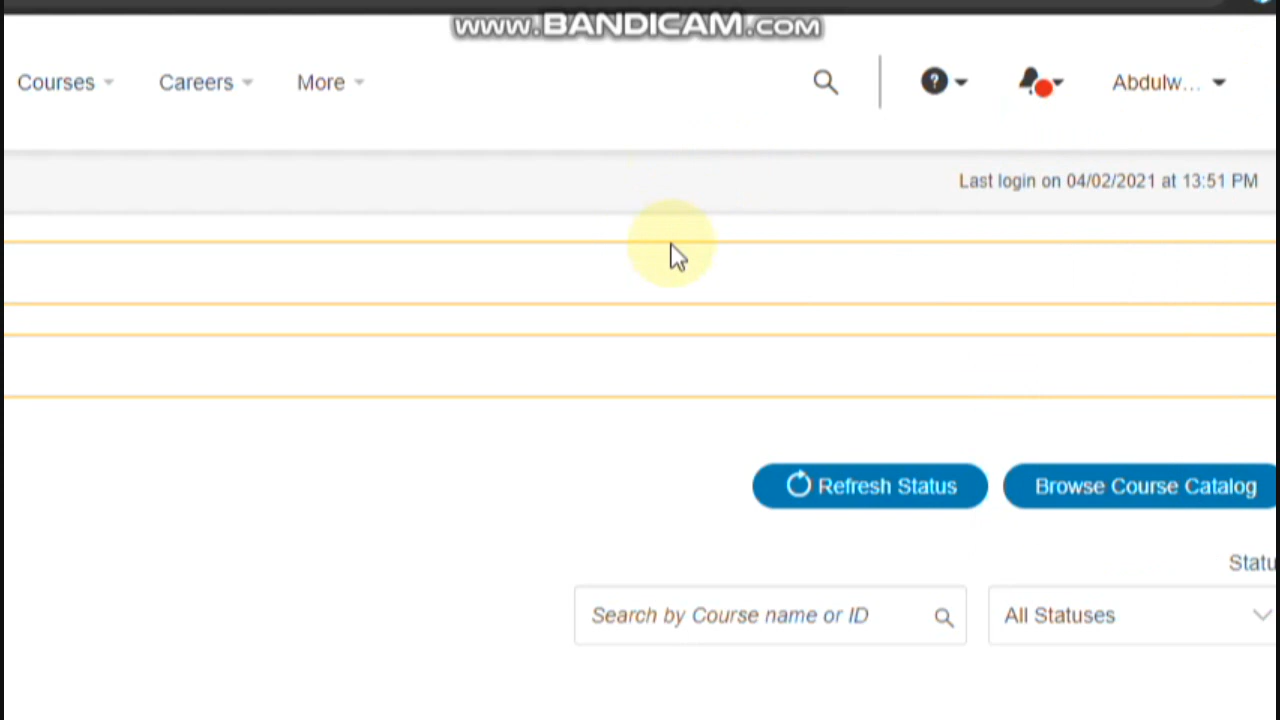 www.BANDICAM.com
Courses Careers More ? Abdulw...
Last login on 04/02/2021 at 13:51 PM
Refresh Status Browse Course Catalog
Statu
Search by Course name or ID All Statuses